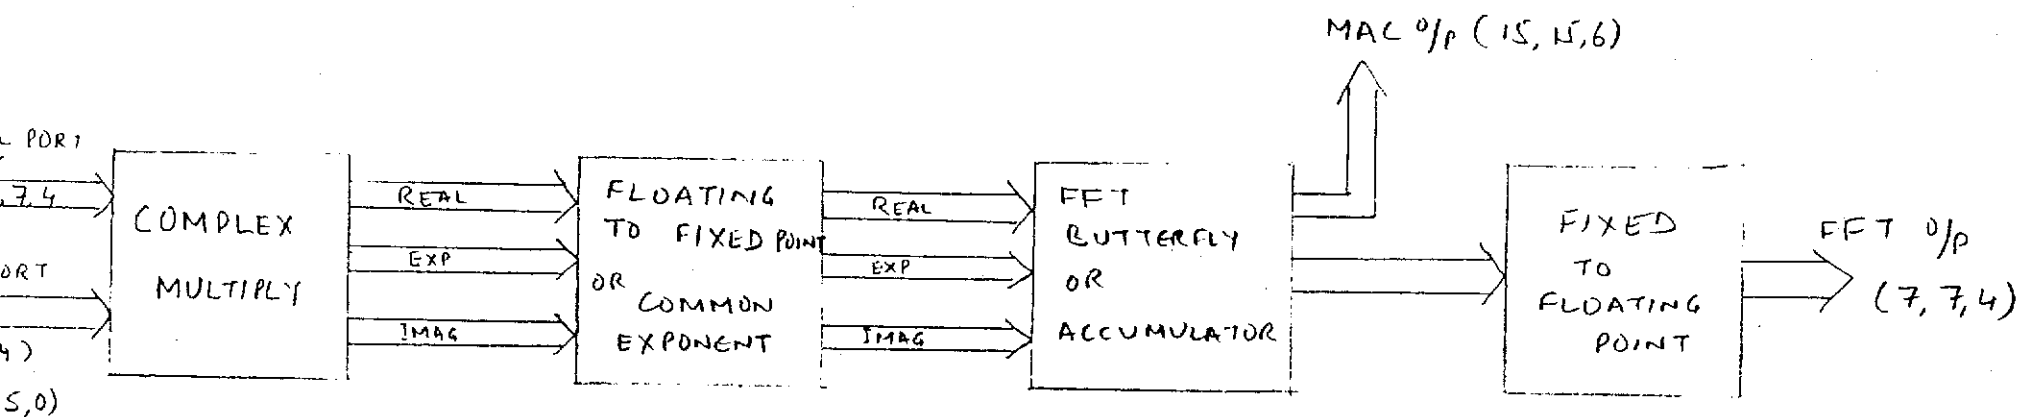 MAC O/P (15, 15, 6)
PORT
,7,4
COMPLEX
MULTIPLY
ORT
4)
5,0)
REAL
EXP
IMAG
FLOATING
TO FIXED POINT
OR
COMMON
EXPONENT
REAL
EXP
IMAG
FFT
BUTTERFLY
OR
ACCUMULATOR
FIXED
TO
FLOATING
POINT
FFT O/P
(7, 7, 4)